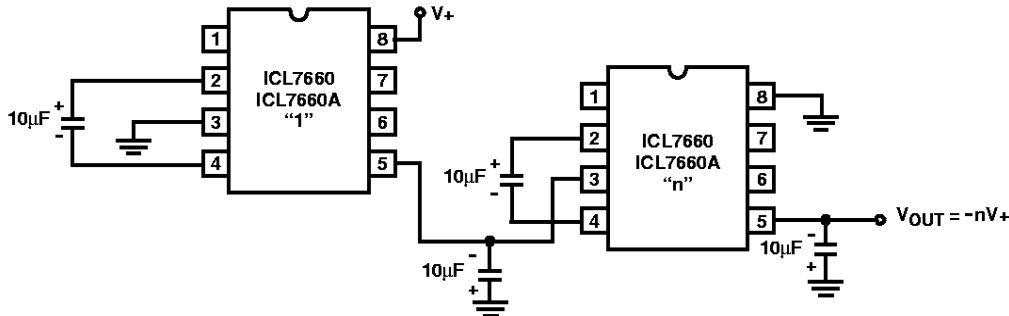 V+
1
8
ICL7660
ICL7660A
“1”
2
7
3
6
4
5
10µF
+
-
1
8
ICL7660
ICL7660A
“n”
2
7
3
6
4
5
10µF
+
-
10µF
-
+
VOUT = -nV+
10µF
-
+